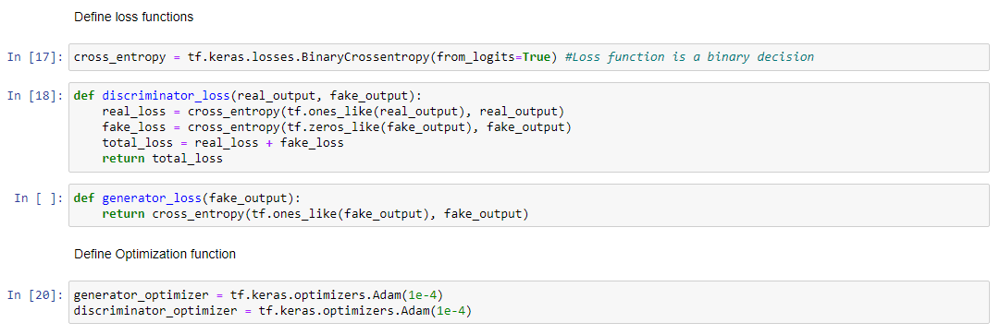 Define loss functions
In [17]: cross_entropy = tf.keras.losses.BinaryCrossentropy(from_logits=True) #Loss function is a binary decision
In [18]: def discriminator_loss(real_output, fake_output):
    real_loss = cross_entropy(tf.ones_like(real_output), real_output)
    fake_loss = cross_entropy(tf.zeros_like(fake_output), fake_output)
    total_loss = real_loss + fake_loss
    return total_loss
In [ ]: def generator_loss(fake_output):
    return cross_entropy(tf.ones_like(fake_output), fake_output)
Define Optimization function
In [20]: generator_optimizer = tf.keras.optimizers.Adam(1e-4)
discriminator_optimizer = tf.keras.optimizers.Adam(1e-4)